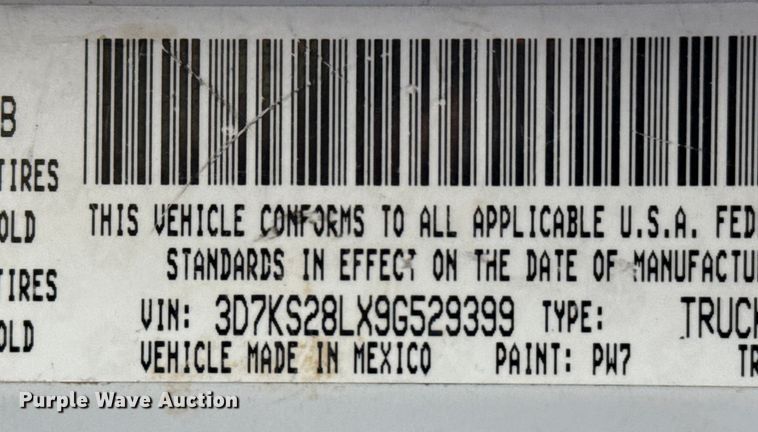 B
TIRES
OLD
TIRES
OLD
THIS VEHICLE CONFORMS TO ALL APPLICABLE U.S.A. FED
STANDARDS IN EFFECT ON THE DATE OF MANUFACTU
VIN: 3D7KS28LX9G529399 TYPE: TRUCK
VEHICLE MADE IN MEXICO PAINT: PW7 TR
Purple Wave Auction